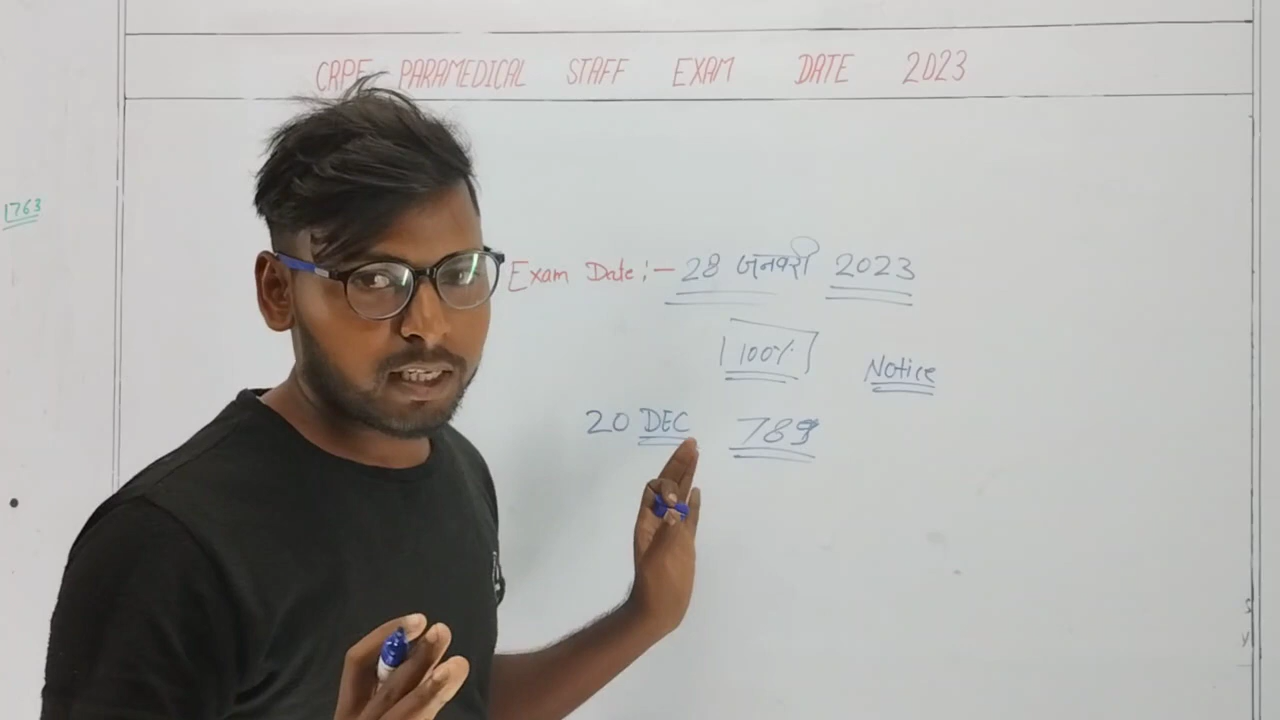 CRPF PARAMEDICAL STAFF EXAM DATE 2023
1763
Exam Date :- 28 जनवरी 2023
100%
Notice
20 DEC 789